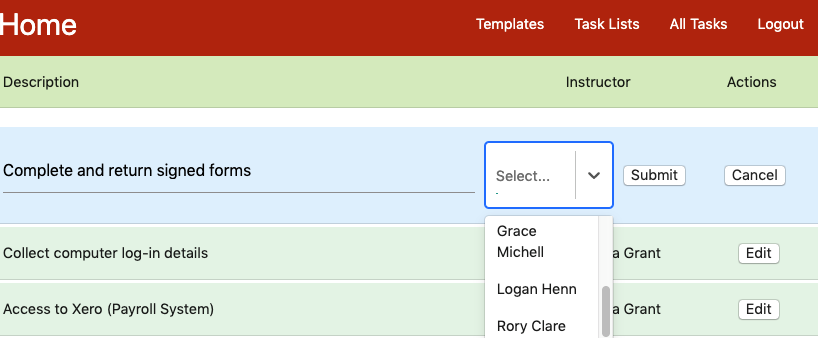 Home
Templates
Task Lists
All Tasks
Logout
Description
Instructor
Actions
Complete and return signed forms
Select...
Submit
Cancel
Grace
Michell
Collect computer log-in details
a Grant
Edit
Logan Henn
Access to Xero (Payroll System)
a Grant
Edit
Rory Clare